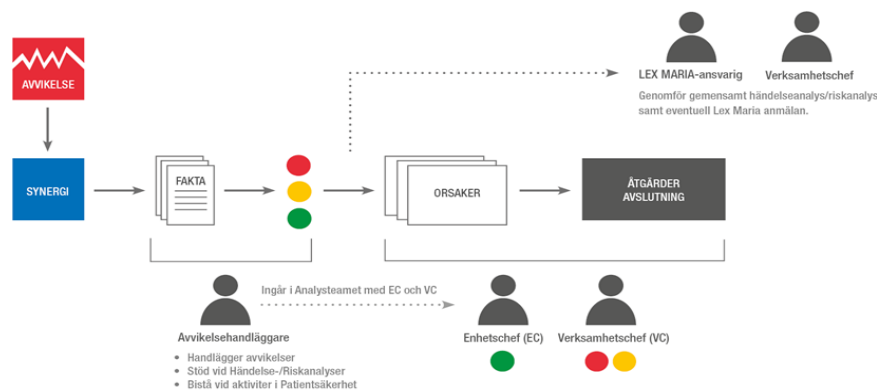 AVVIKELSE
LEX MARIA-ansvarig
Verksamhetschef
Genomför gemensamt händelseanalys/riskanalys
samt eventuell Lex Maria anmälan.
SYNERGI
FAKTA
ORSAKER
ÅTGÄRDER
AVSLUTNING
Ingår i Analysteamet med EC och VC
Avvikelsehandläggare
• Handlägger avvikelser
• Stöd vid Händelse-/Riskanalyser
• Bistå vid aktiviter i Patientsäkerhet
Enhetschef (EC)
Verksamhetschef (VC)